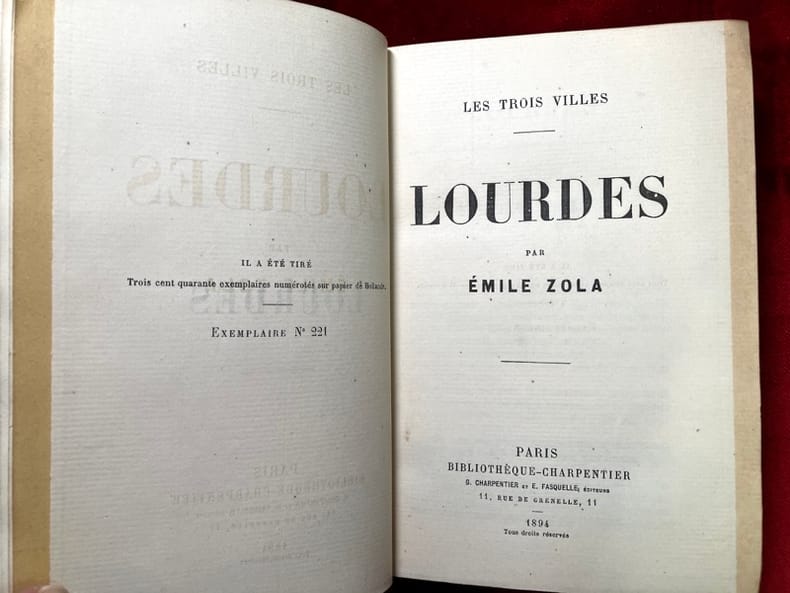 IL A ÉTÉ TIRÉ
Trois cent quarante exemplaires numérotés sur papier de Hollande.
EXEMPLAIRE Nº 221
LES TROIS VILLES
LOURDES
PAR
ÉMILE ZOLA
PARIS
BIBLIOTHÈQUE-CHARPENTIER
G. CHARPENTIER ET E. FASQUELLE, ÉDITEURS
11, RUE DE GRENELLE, 11
1894
Tous droits réservés